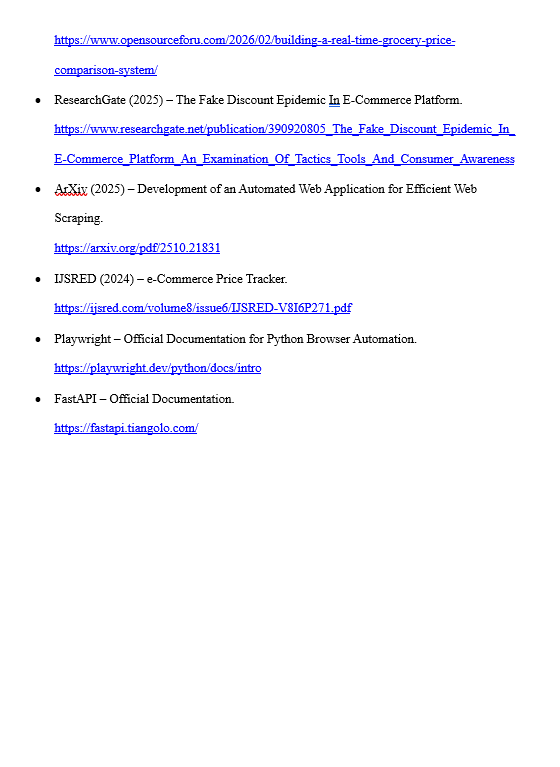 https://www.opensourceforu.com/2026/02/building-a-real-time-grocery-price-
comparison-system/
• ResearchGate (2025) – The Fake Discount Epidemic In E-Commerce Platform.
https://www.researchgate.net/publication/390920805_The_Fake_Discount_Epidemic_In_
E-Commerce_Platform_An_Examination_Of_Tactics_Tools_And_Consumer_Awareness
• ArXiv (2025) – Development of an Automated Web Application for Efficient Web
Scraping.
https://arxiv.org/pdf/2510.21831
• IJSRED (2024) – e-Commerce Price Tracker.
https://ijsred.com/volume8/issue6/IJSRED-V8I6P271.pdf
• Playwright – Official Documentation for Python Browser Automation.
https://playwright.dev/python/docs/intro
• FastAPI – Official Documentation.
https://fastapi.tiangolo.com/